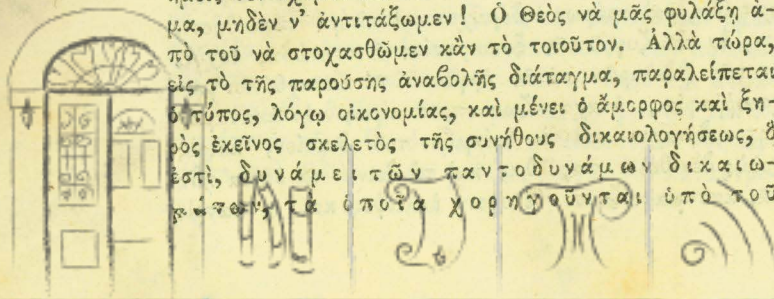 μα, μηδὲν ν' ἀντιτάξωμεν! Ὁ Θεὸς νὰ μᾶς φυλάξῃ ἀ-
πὸ τοῦ νὰ στοχασθῶμεν κἂν τὸ τοιοῦτον. Ἀλλὰ τώρα,
εἰς τὸ τῆς παρούσης ἀναβολῆς διάταγμα, παραλείπεται
ὁ τύπος, λόγῳ οἰκονομίας, καὶ μένει ὁ ἄμορφος καὶ ξη-
ρὸς ἐκεῖνος σκελετὸς τῆς συνήθους δικαιολογήσεως, ὅ
ἐστὶ, δυνάμει τῶν παντοδυνάμων δικαιω-
μάτων, τὰ ὁποῖα χορηγοῦνται ὑπὸ τοῦ